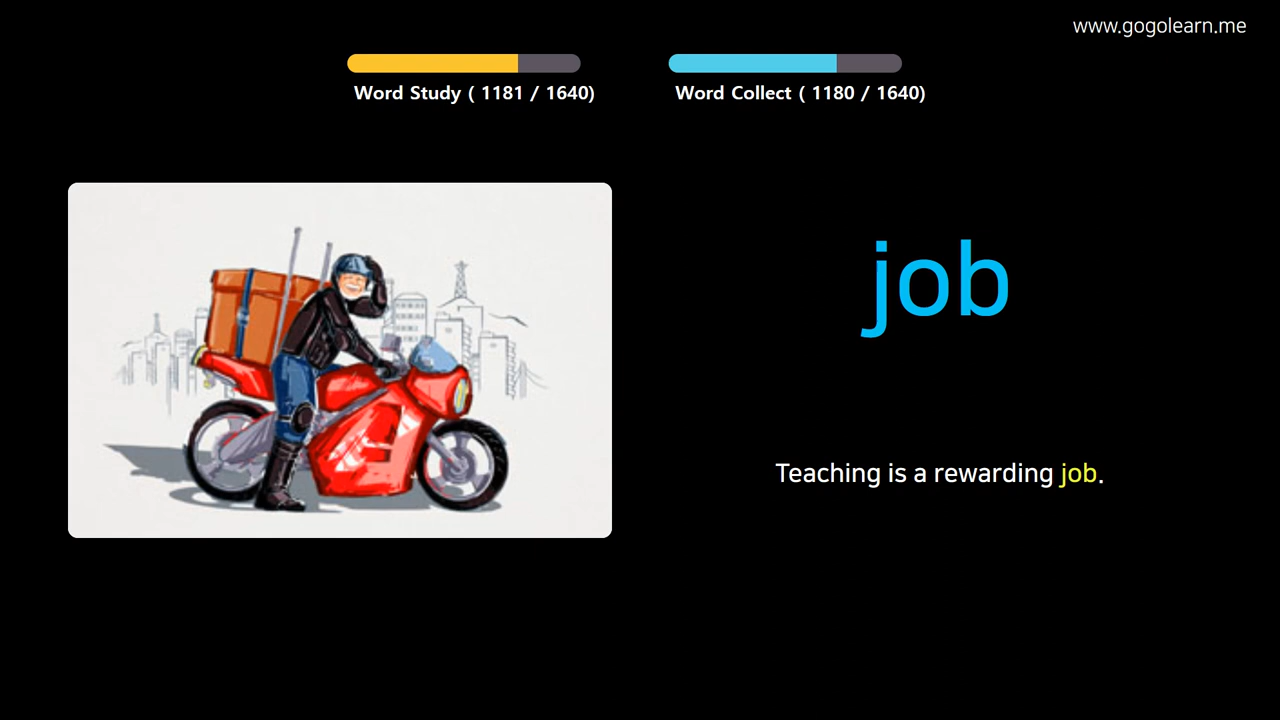 www.gogolearn.me
Word Study ( 1181 / 1640)
Word Collect ( 1180 / 1640)
job
Teaching is a rewarding job.